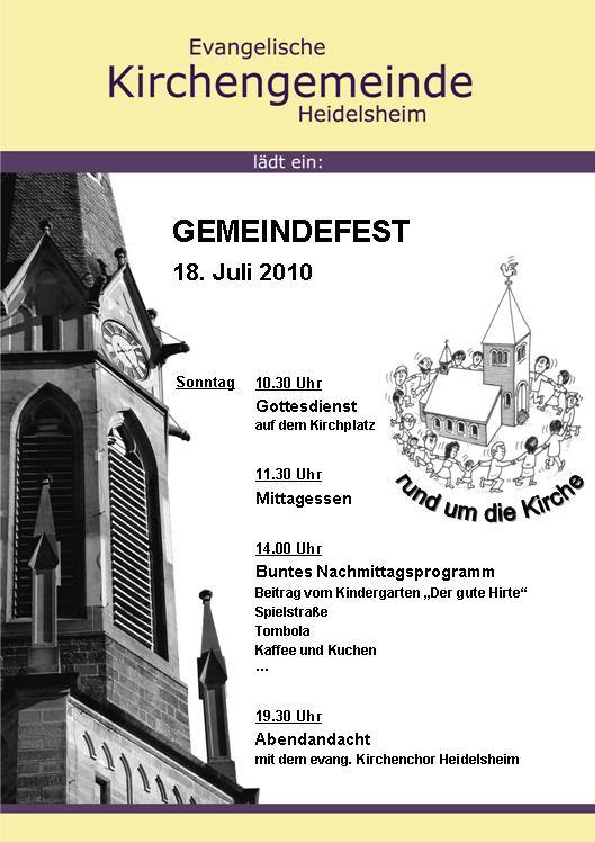 Evangelische
Kirchengemeinde
Heidelsheim
lädt ein:
GEMEINDEFEST
18. Juli 2010
Sonntag 10.30 Uhr
Gottesdienst
auf dem Kirchplatz
rund um die Kirche
11.30 Uhr
Mittagessen
14.00 Uhr
Buntes Nachmittagsprogramm
Beitrag vom Kindergarten „Der gute Hirte“
Spielstraße
Tombola
Kaffee und Kuchen
...
19.30 Uhr
Abendandacht
mit dem evang. Kirchenchor Heidelsheim